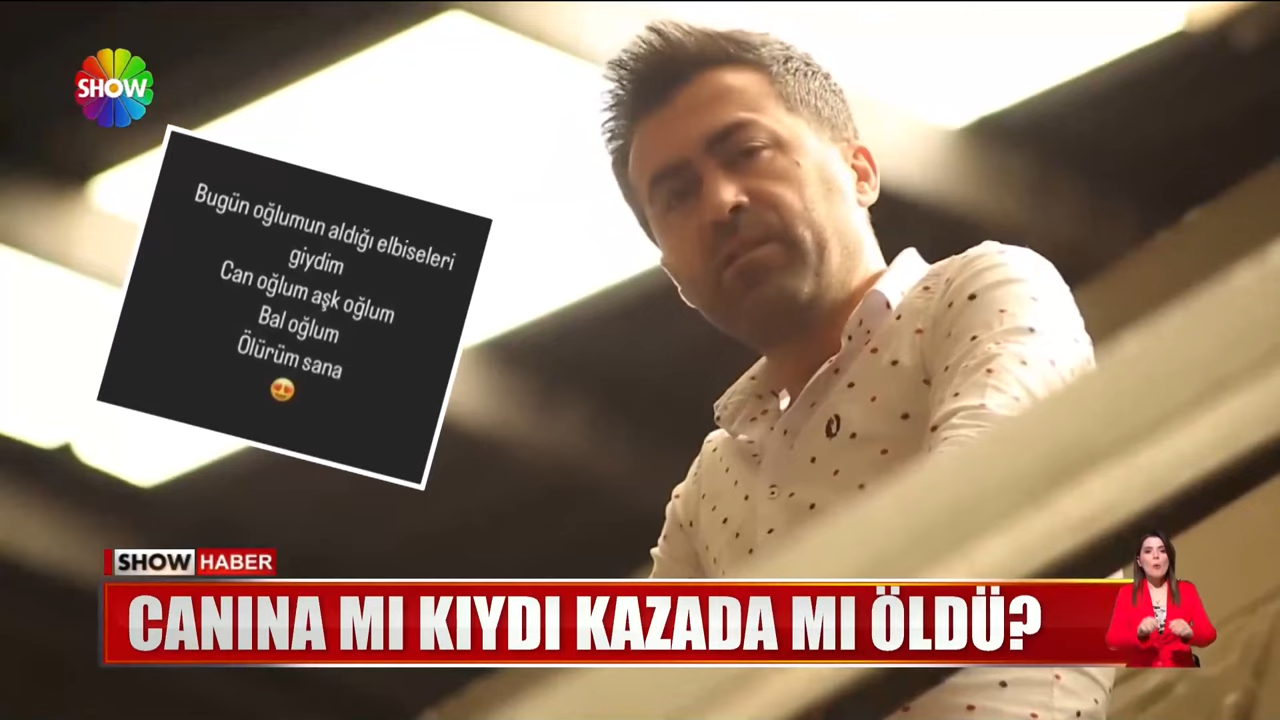 SHOW
Bugün oğlumun aldığı elbiseleri
giydim
Can oğlum aşk oğlum
Bal oğlum
Ölürüm sana
😍
SHOW HABER
CANINA MI KIYDI KAZADA MI ÖLDÜ?